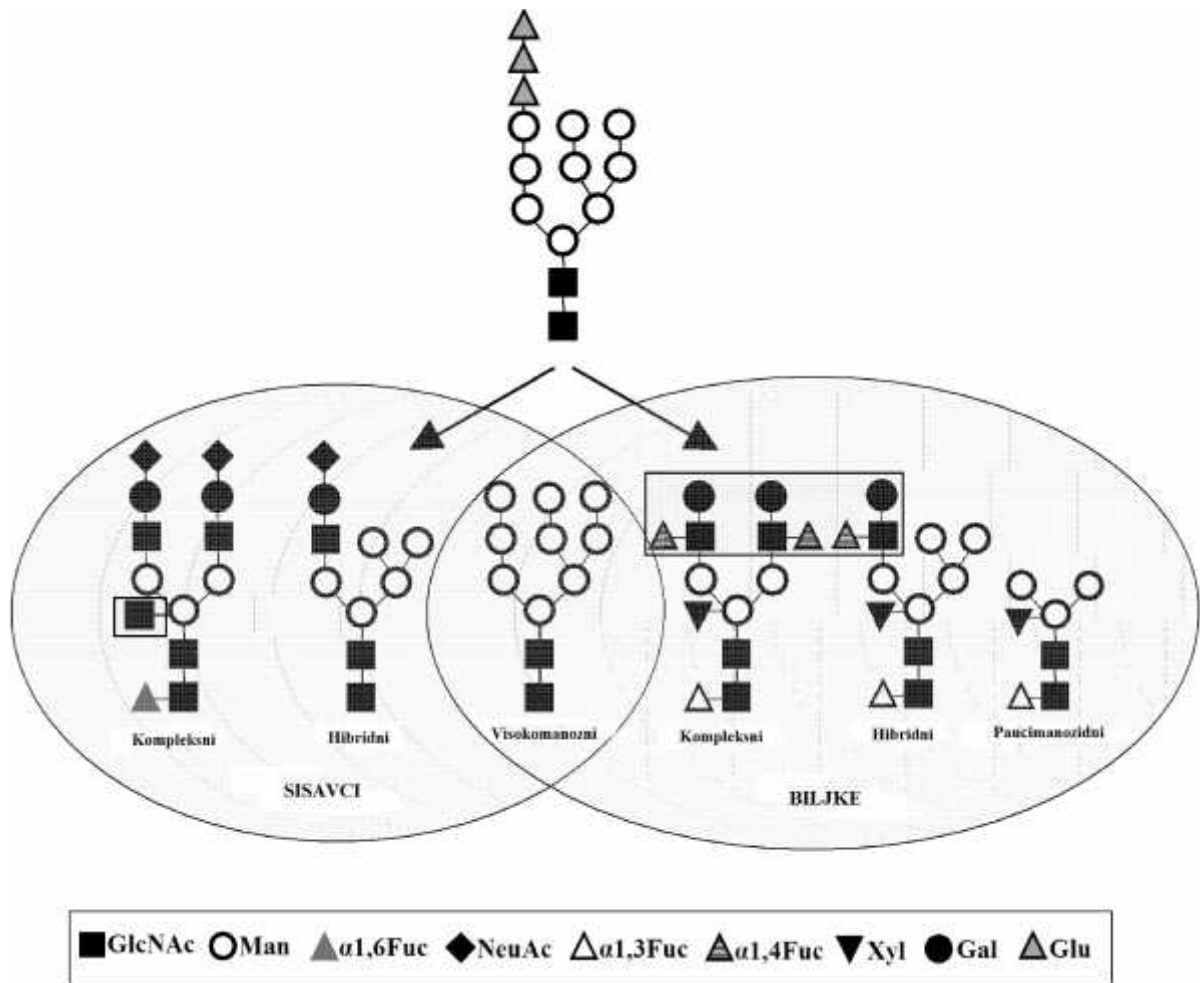 Kompleksni Hibridni Visokomanozni Kompleksni Hibridni Paucimanozidni
SISAVCI BILJKE
GlcNAc Man α1,6Fuc NeuAc α1,3Fuc α1,4Fuc Xyl Gal Glu